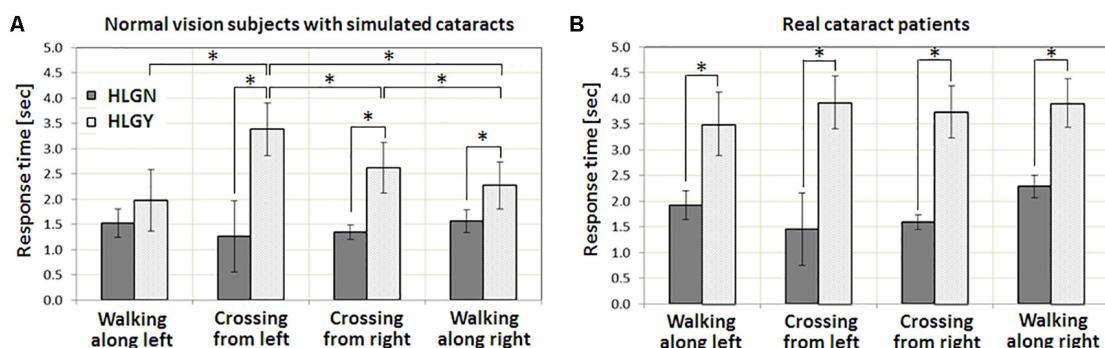 A
Normal vision subjects with simulated cataracts
Response time [sec]
5.0
4.5
4.0
3.5
3.0
2.5
2.0
1.5
1.0
0.5
0.0
HLGN
HLGY
* * * * * * *
Walking along left
Crossing from left
Crossing from right
Walking along right
B
Real cataract patients
Response time [sec]
5.0
4.5
4.0
3.5
3.0
2.5
2.0
1.5
1.0
0.5
0.0
* * * *
Walking along left
Crossing from left
Crossing from right
Walking along right